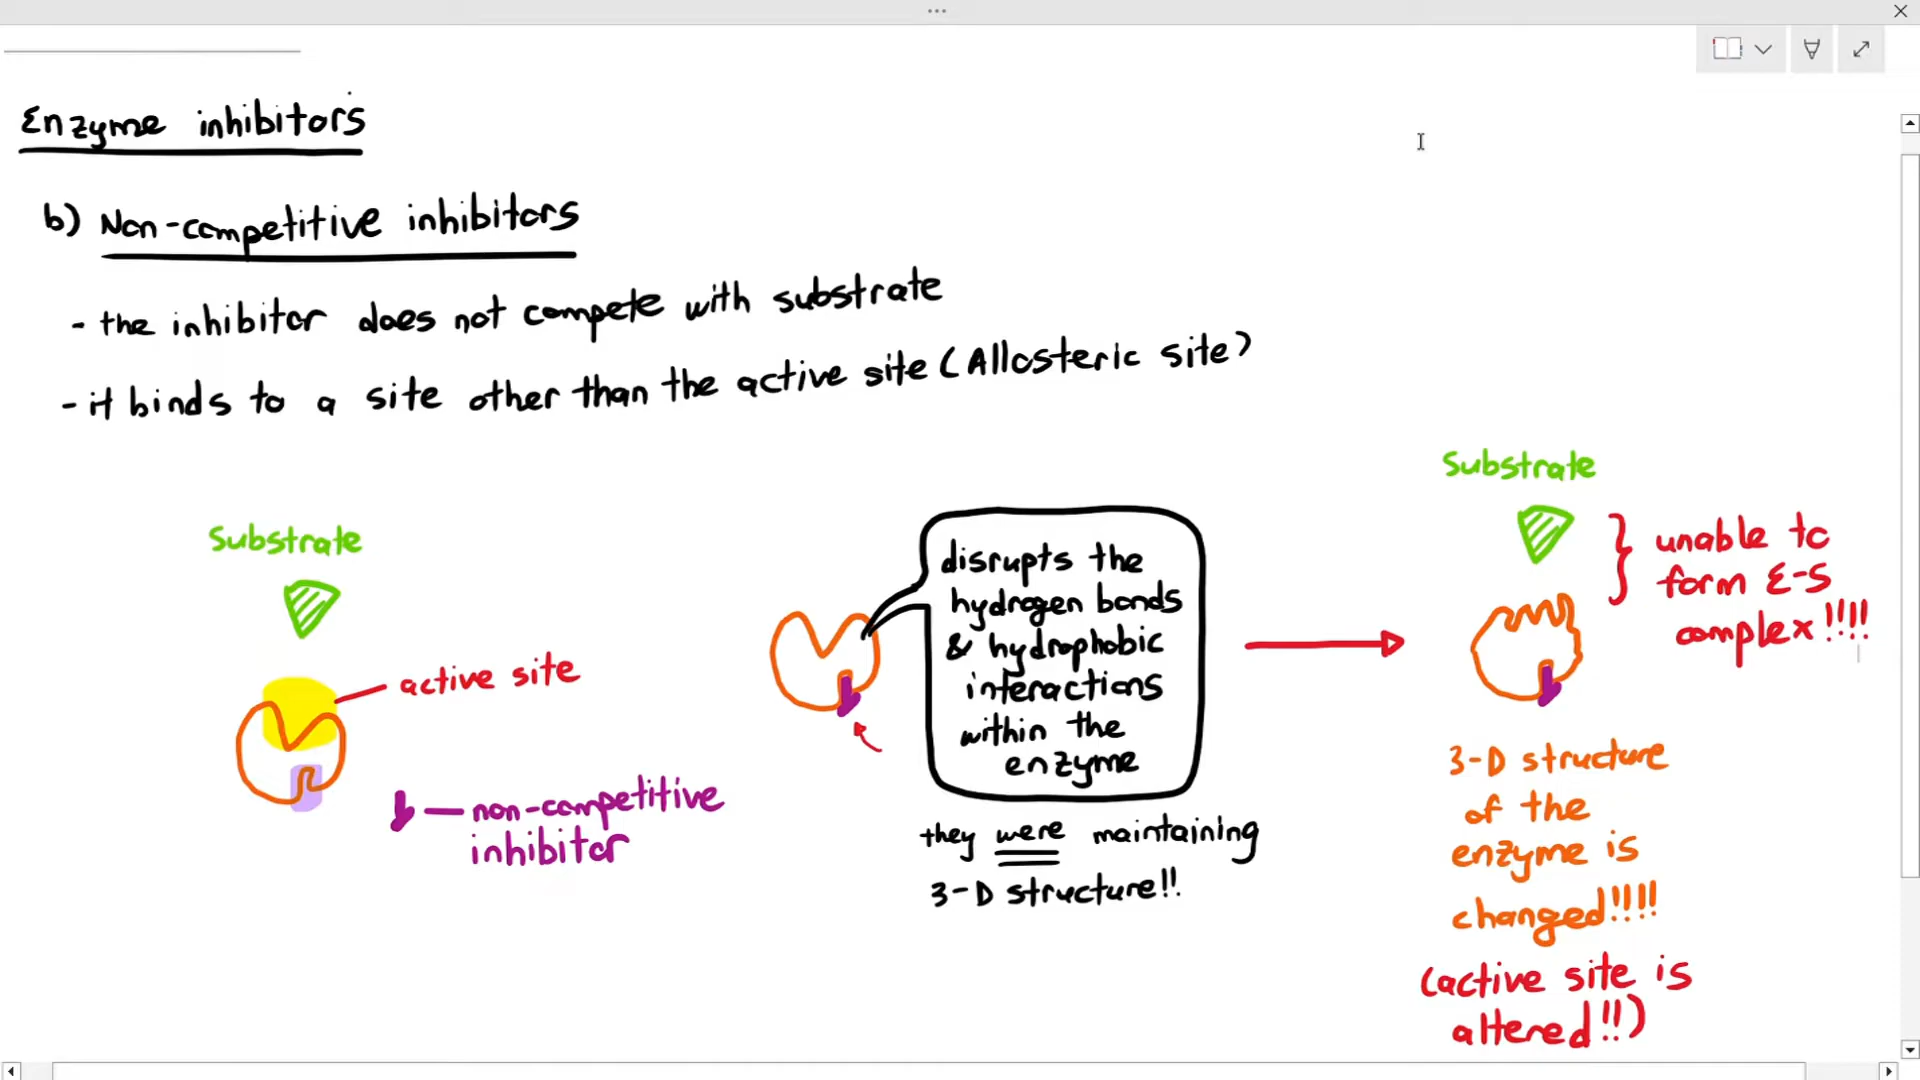 Enzyme inhibitors
b) Non-competitive inhibitors
- the inhibitor does not compete with substrate
- it binds to a site other than the active site (Allosteric site)
Substrate
active site
non-competitive
inhibitor
disrupts the
hydrogen bonds
& hydrophobic
interactions
within the
enzyme
they were maintaining
3-D structure!!
Substrate
unable to
form E-S
complex!!!!
3-D structure
of the
enzyme is
changed!!!!
(active site is
altered!!)